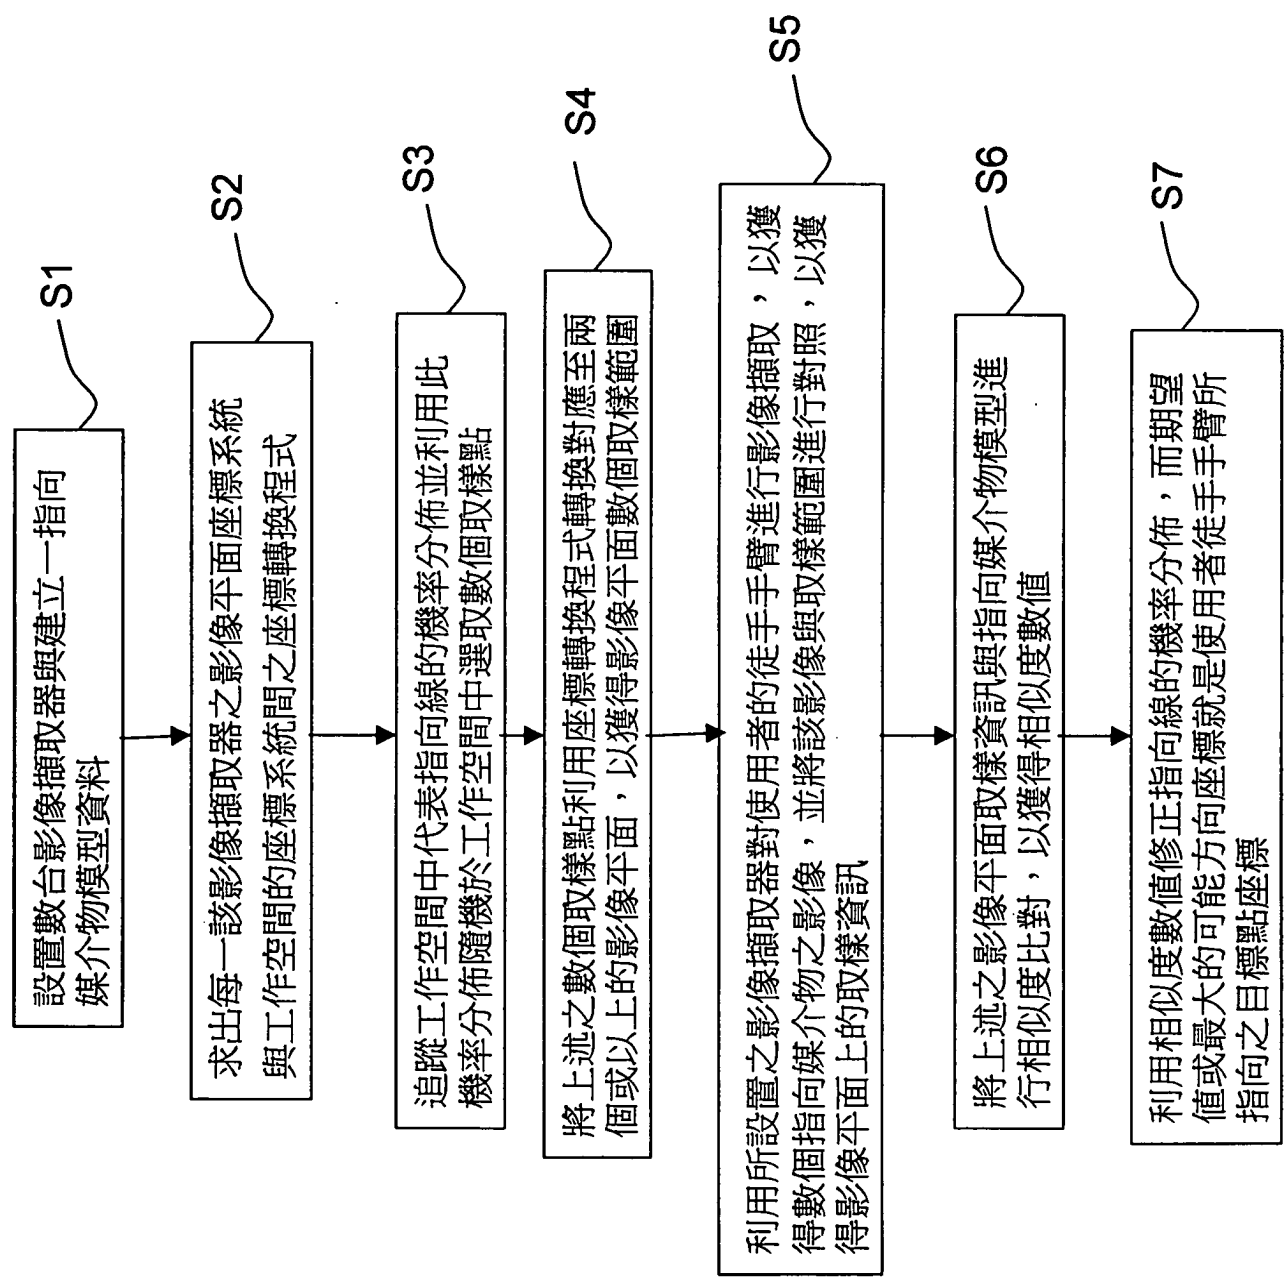 設置數台影像擷取器與建立一指向
媒介物模型資料
S1
求出每一該影像擷取器之影像平面座標系統
與工作空間的座標系統間之座標轉換程式
S2
追蹤工作空間中代表指向線的機率分佈並利用此
機率分佈隨機於工作空間中選取數個取樣點
S3
將上述之數個取樣點利用座標轉換程式轉換對應至兩
個或以上的影像平面，以獲得影像平面數個取樣範圍
S4
利用所設置之影像擷取器對使用者的徒手手臂進行影像擷取，以獲
得數個指向媒介物之影像，並將該影像與取樣範圍進行對照，以獲
得影像平面上的取樣資訊
S5
將上述之影像平面取樣資訊與指向媒介物模型進
行相似度比對，以獲得相似度數值
S6
利用相似度數值修正指向線的機率分佈，而期望
值或最大的可能方向座標就是使用者徒手手臂所
指向之目標點座標
S7